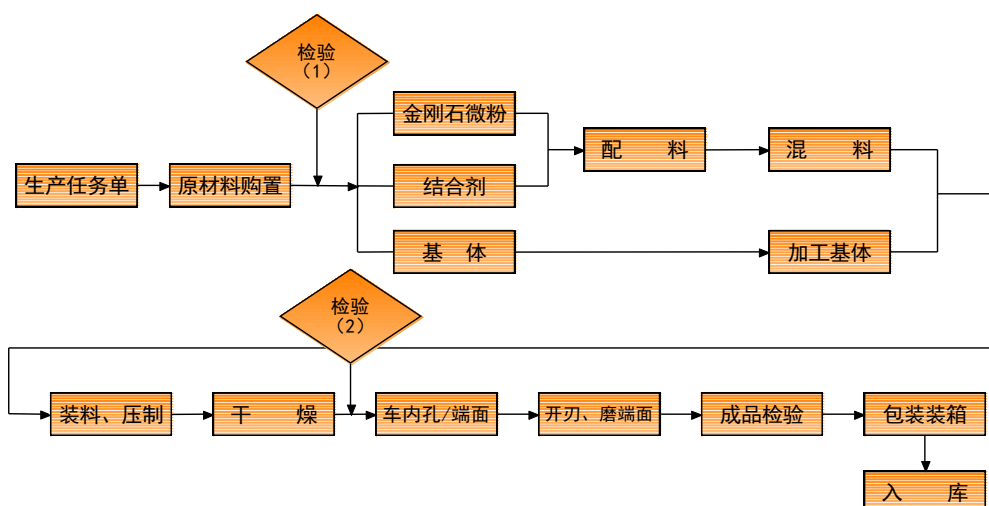 检验
（1）
金刚石微粉
配 料
混 料
生产任务单
原材料购置
结合剂
基 体
加工基体
检验
（2）
装料、压制
干 燥
车内孔/端面
开刃、磨端面
成品检验
包装装箱
入 库